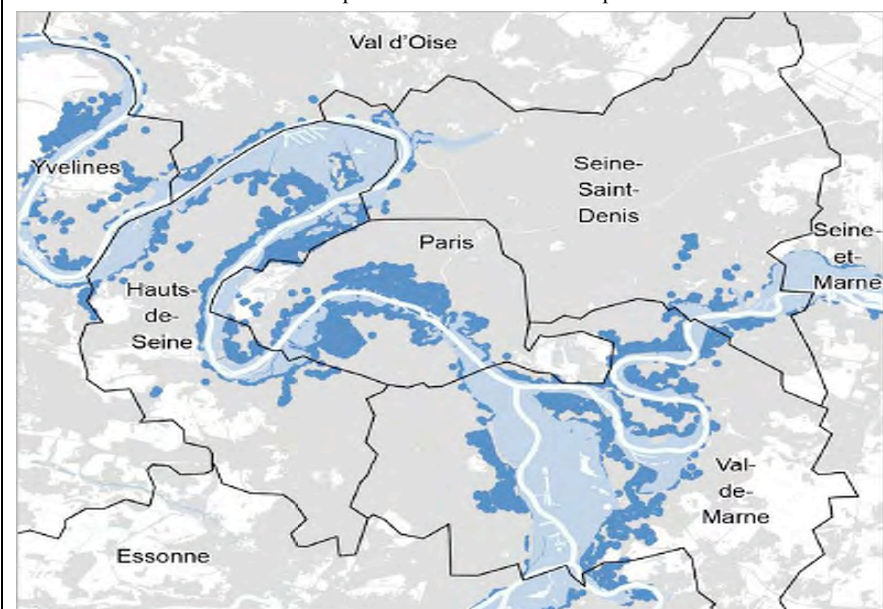 Val d'Oise
Yvelines
Seine-
Saint-
Denis
Paris
Seine-
et-
Marne
Hauts-
de-
Seine
Val-
de-
Marne
Essonne